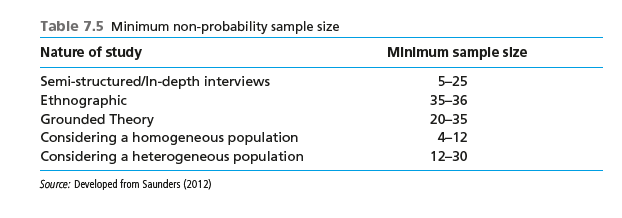 Table 7.5 Minimum non-probability sample size
Nature of study Minimum sample size
Semi-structured/In-depth interviews 5–25
Ethnographic 35–36
Grounded Theory 20–35
Considering a homogeneous population 4–12
Considering a heterogeneous population 12–30
Source: Developed from Saunders (2012)